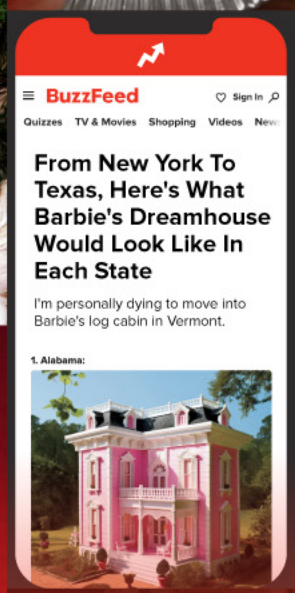 BuzzFeed
Sign In
Quizzes TV & Movies Shopping Videos New
From New York To
Texas, Here's What
Barbie's Dreamhouse
Would Look Like In
Each State
I'm personally dying to move into
Barbie's log cabin in Vermont.
1. Alabama: